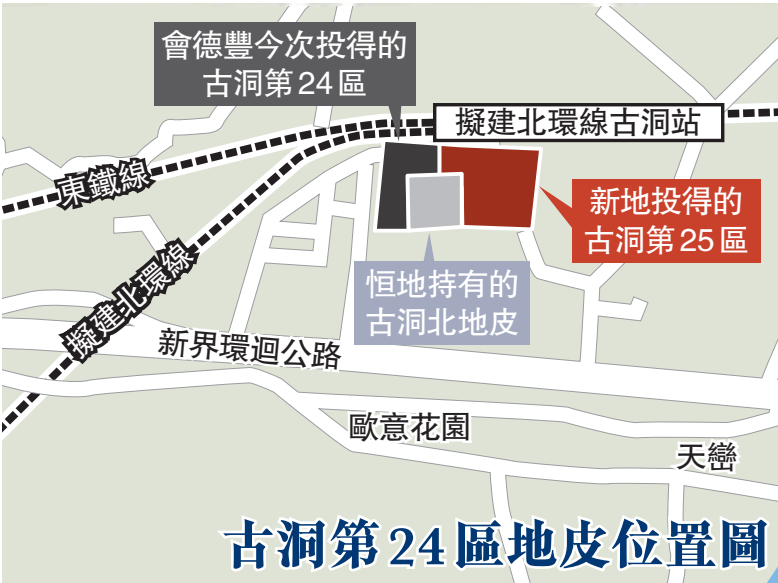 會德豐今次投得的
古洞第24區
擬建北環線古洞站
東鐵線
新地投得的
古洞第25區
擬建北環線
恒地持有的
古洞北地皮
新界環迴公路
歐意花園
天巒
古洞第24區地皮位置圖